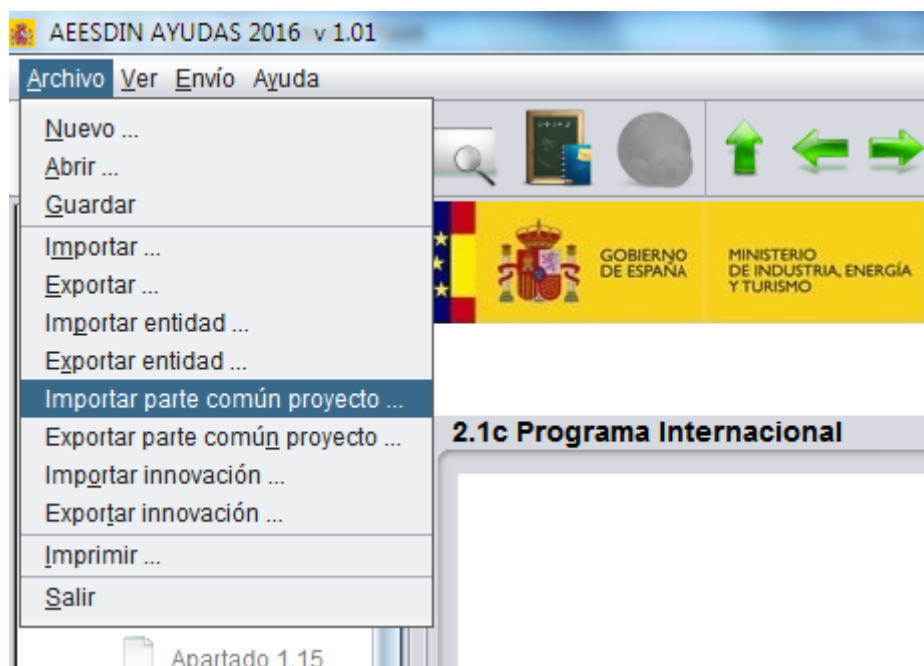 AEESDIN AYUDAS 2016 v 1.01
Archivo Ver Envío Ayuda
Nuevo ...
Abrir ...
Guardar
Importar ...
Exportar ...
Importar entidad ...
Exportar entidad ...
Importar parte común proyecto ...
Exportar parte común proyecto ...
Importar innovación ...
Exportar innovación ...
Imprimir ...
Salir
GOBIERNO
DE ESPAÑA
MINISTERIO
DE INDUSTRIA, ENERGÍA
Y TURISMO
2.1c Programa Internacional
Apartado 1.15